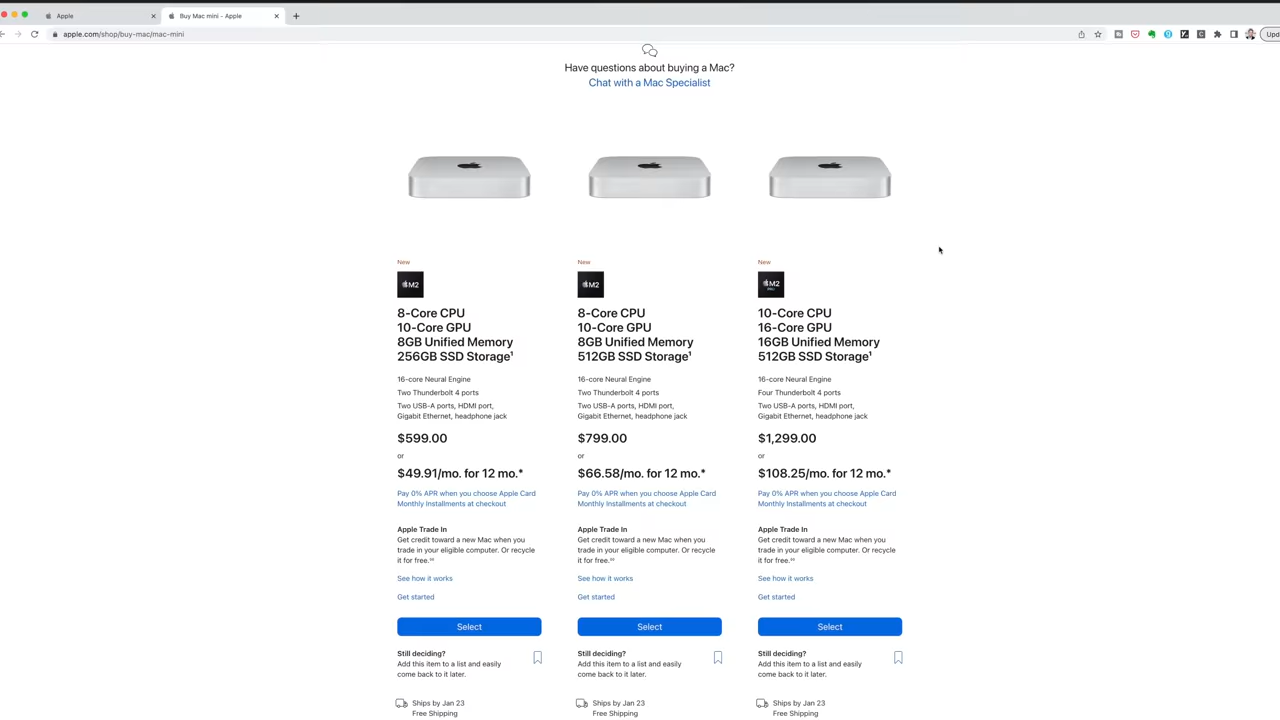 Apple
Buy Mac mini - Apple
apple.com/shop/buy-mac/mac-mini
Have questions about buying a Mac?
Chat with a Mac Specialist
New
M2
8-Core CPU
10-Core GPU
8GB Unified Memory
256GB SSD Storage¹
16-core Neural Engine
Two Thunderbolt 4 ports
Two USB-A ports, HDMI port,
Gigabit Ethernet, headphone jack
$599.00
or
$49.91/mo. for 12 mo.*
Pay 0% APR when you choose Apple Card
Monthly Installments at checkout
Apple Trade In
Get credit toward a new Mac when you
trade in your eligible computer. Or recycle
it for free.°°
See how it works
Get started
Select
Still deciding?
Add this item to a list and easily
come back to it later.
Ships by Jan 23
Free Shipping
New
M2
8-Core CPU
10-Core GPU
8GB Unified Memory
512GB SSD Storage¹
16-core Neural Engine
Two Thunderbolt 4 ports
Two USB-A ports, HDMI port,
Gigabit Ethernet, headphone jack
$799.00
or
$66.58/mo. for 12 mo.*
Pay 0% APR when you choose Apple Card
Monthly Installments at checkout
Apple Trade In
Get credit toward a new Mac when you
trade in your eligible computer. Or recycle
it for free.°°
See how it works
Get started
Select
Still deciding?
Add this item to a list and easily
come back to it later.
Ships by Jan 23
Free Shipping
New
M2
PRO
10-Core CPU
16-Core GPU
16GB Unified Memory
512GB SSD Storage¹
16-core Neural Engine
Four Thunderbolt 4 ports
Two USB-A ports, HDMI port,
Gigabit Ethernet, headphone jack
$1,299.00
or
$108.25/mo. for 12 mo.*
Pay 0% APR when you choose Apple Card
Monthly Installments at checkout
Apple Trade In
Get credit toward a new Mac when you
trade in your eligible computer. Or recycle
it for free.°°
See how it works
Get started
Select
Still deciding?
Add this item to a list and easily
come back to it later.
Ships by Jan 23
Free Shipping